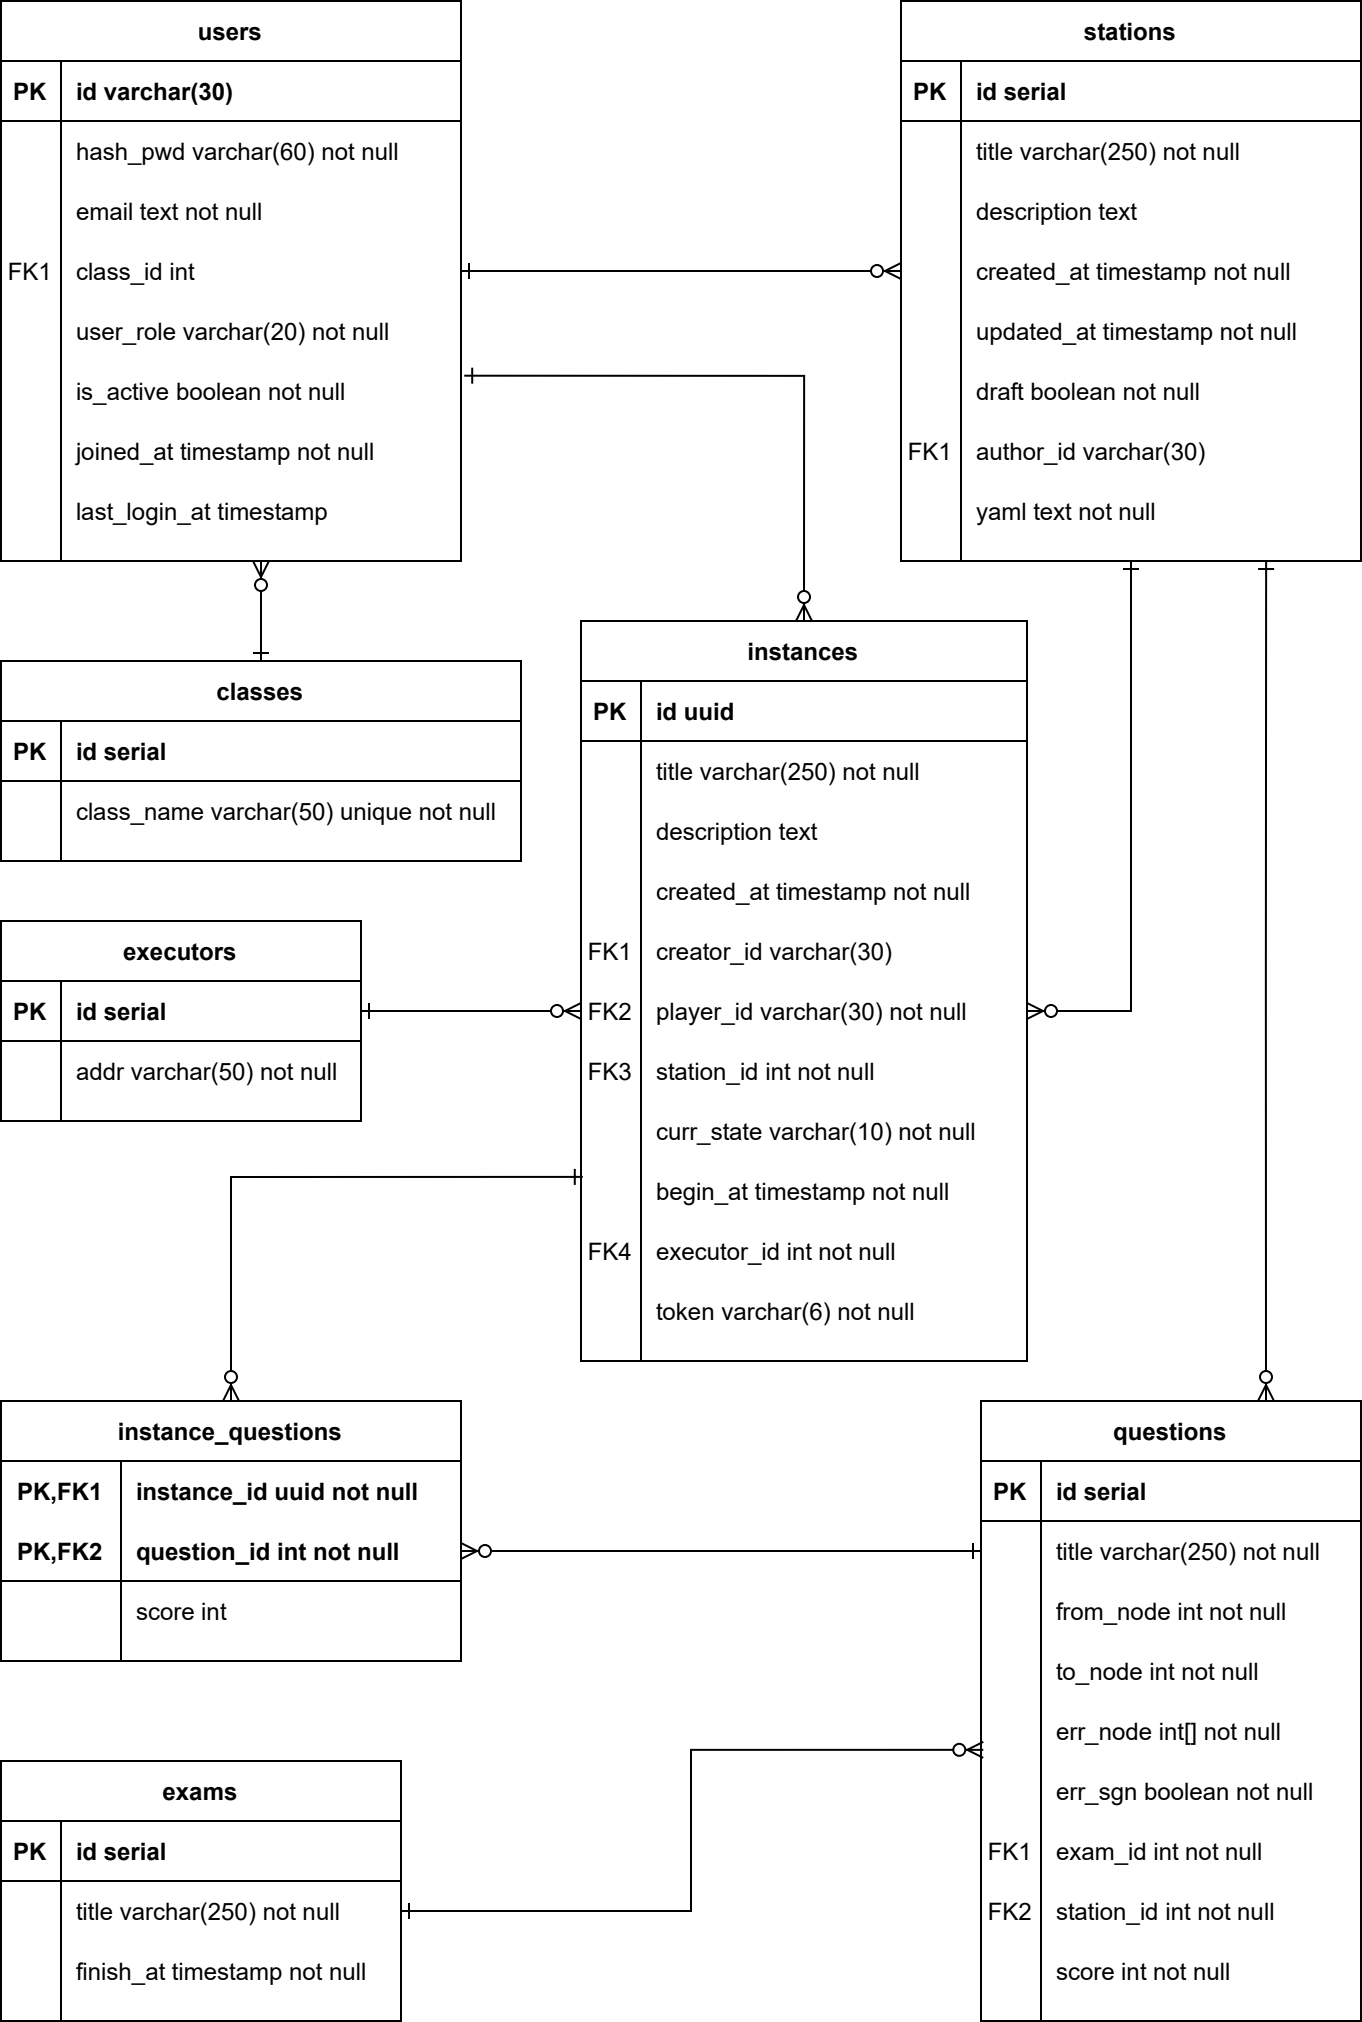 users
PK id varchar(30)
hash_pwd varchar(60) not null
email text not null
FK1 class_id int
user_role varchar(20) not null
is_active boolean not null
joined_at timestamp not null
last_login_at timestamp
stations
PK id serial
title varchar(250) not null
description text
created_at timestamp not null
updated_at timestamp not null
draft boolean not null
FK1 author_id varchar(30)
yaml text not null
classes
PK id serial
class_name varchar(50) unique not null
instances
PK id uuid
title varchar(250) not null
description text
created_at timestamp not null
FK1 creator_id varchar(30)
FK2 player_id varchar(30) not null
FK3 station_id int not null
curr_state varchar(10) not null
begin_at timestamp not null
FK4 executor_id int not null
token varchar(6) not null
executors
PK id serial
addr varchar(50) not null
instance_questions
PK,FK1 instance_id uuid not null
PK,FK2 question_id int not null
score int
questions
PK id serial
title varchar(250) not null
from_node int not null
to_node int not null
err_node int[] not null
err_sgn boolean not null
FK1 exam_id int not null
FK2 station_id int not null
score int not null
exams
PK id serial
title varchar(250) not null
finish_at timestamp not null